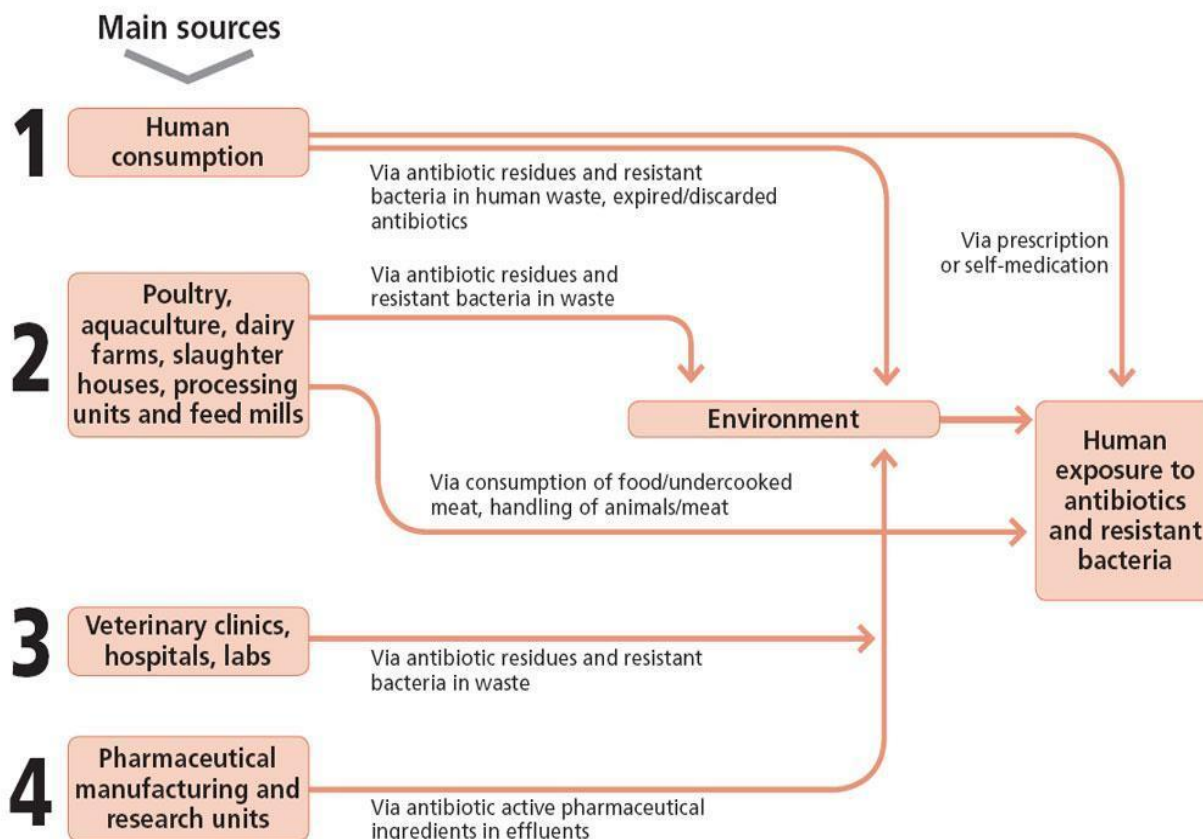 Main sources
1
Human
consumption
Via antibiotic residues and resistant
bacteria in human waste, expired/discarded
antibiotics
Via prescription
or self-medication
2
Poultry,
aquaculture, dairy
farms, slaughter
houses, processing
units and feed mills
Via antibiotic residues and
resistant bacteria in waste
Environment
Human
exposure to
antibiotics
and resistant
bacteria
Via consumption of food/undercooked
meat, handling of animals/meat
3
Veterinary clinics,
hospitals, labs
Via antibiotic residues and resistant
bacteria in waste
4
Pharmaceutical
manufacturing and
research units
Via antibiotic active pharmaceutical
ingredients in effluents